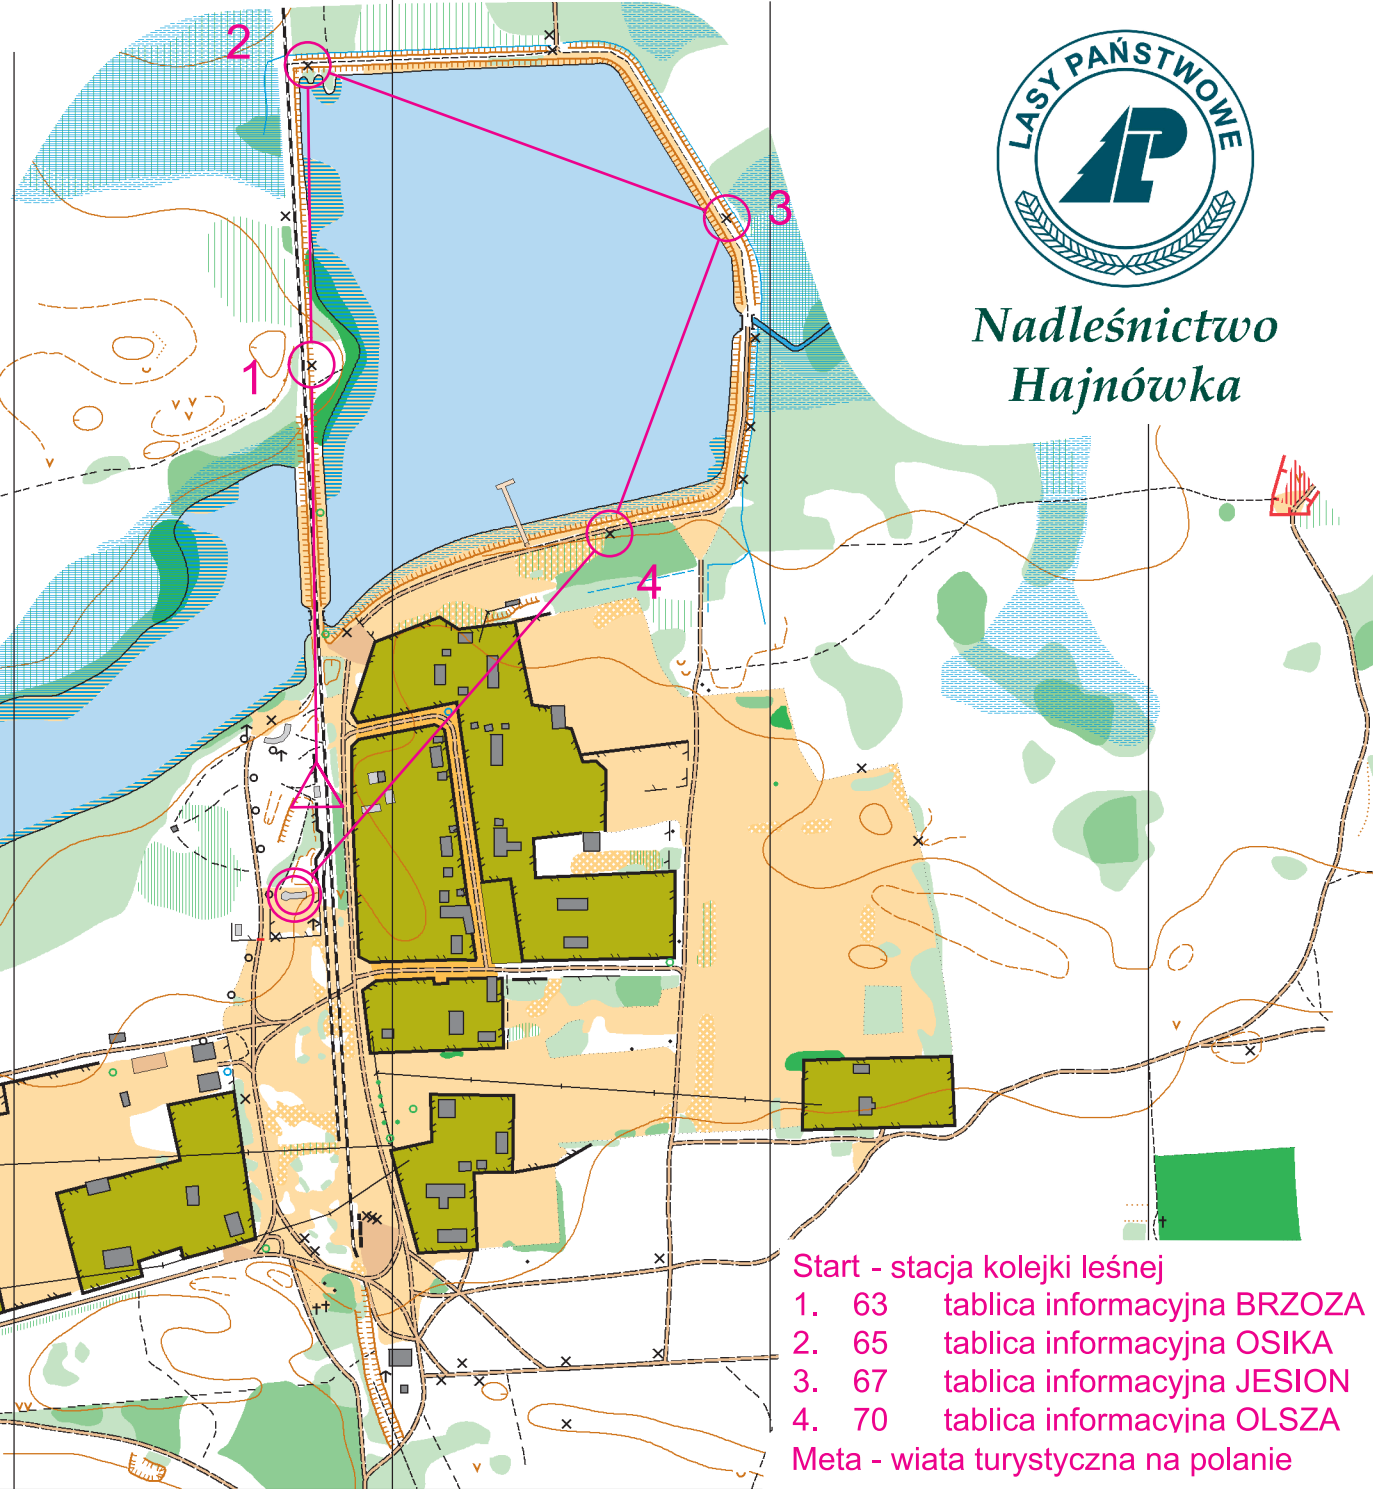 LASY PAŃSTWOWE
Nadleśnictwo
Hajnówka
2
3
1
4
Start - stacja kolejki leśnej
1. 63 tablica informacyjna BRZOZA
2. 65 tablica informacyjna OSIKA
3. 67 tablica informacyjna JESION
4. 70 tablica informacyjna OLSZA
Meta - wiata turystyczna na polanie